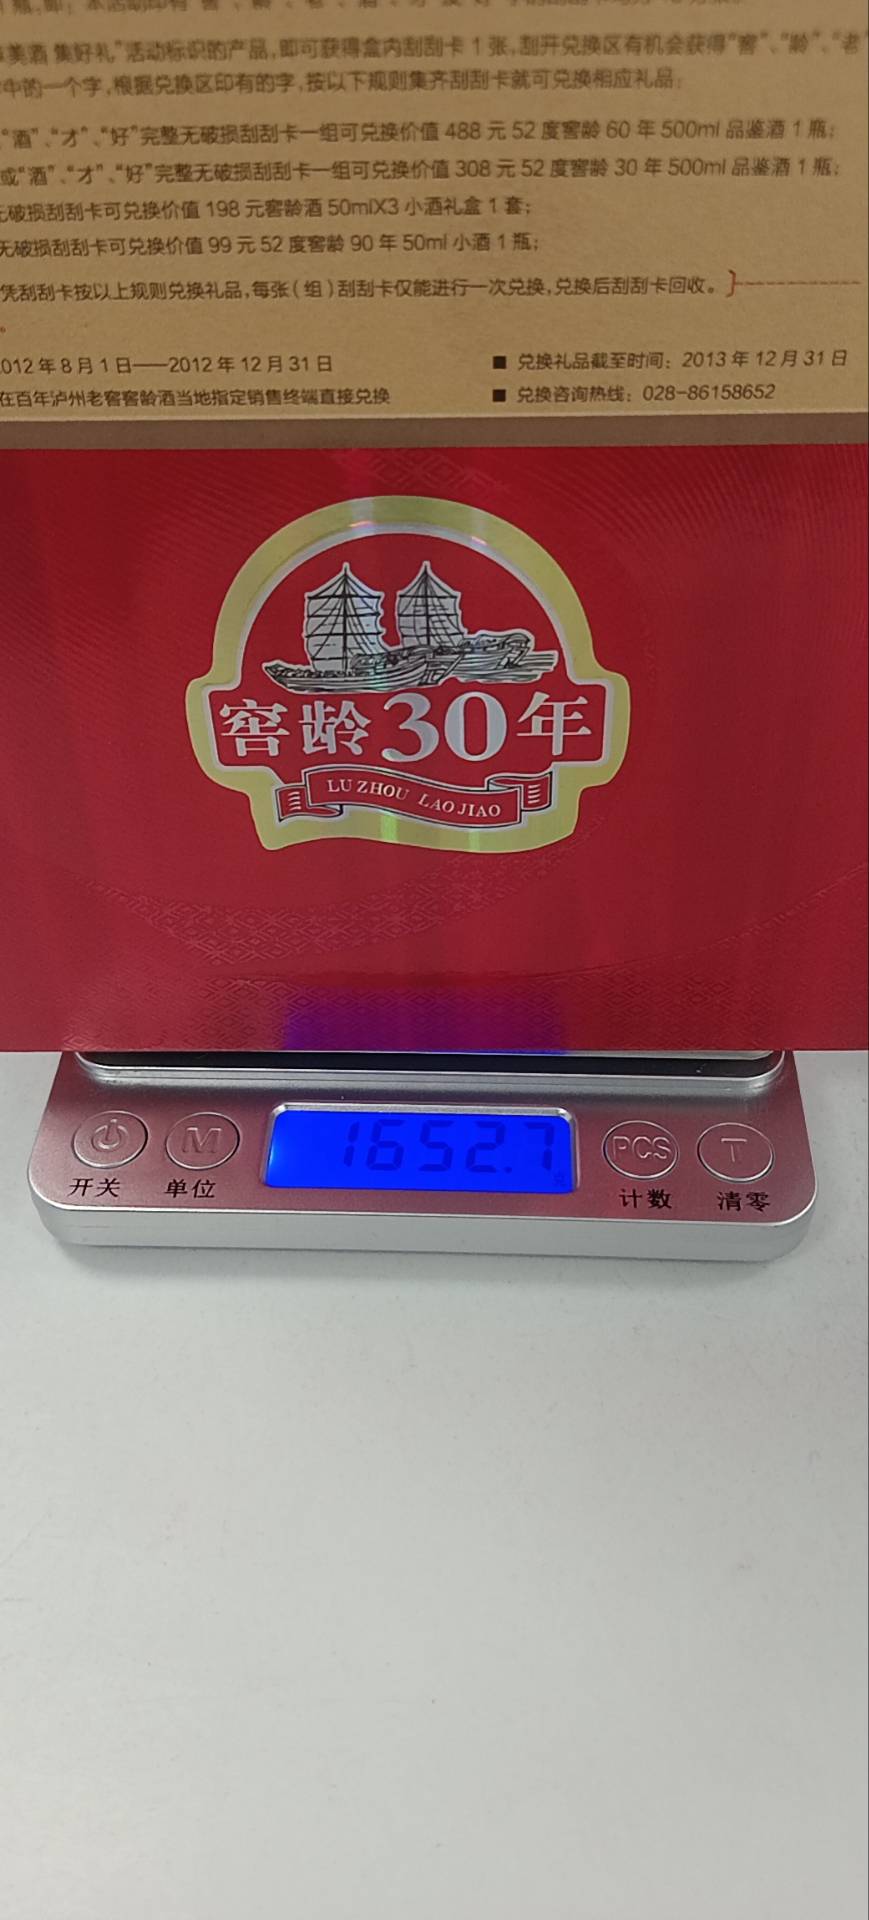 美酒 集好礼”活动标识的产品,即可获得盒内刮刮卡 1 张,刮开兑换区有机会获得“窖”、“龄”、“老”
中的一个字,根据兑换区印有的字,按以下规则集齐刮刮卡就可兑换相应礼品:
“酒”、“才”、“好”完整无破损刮刮卡一组可兑换价值 488 元 52 度窖龄 60 年 500ml 品鉴酒 1 瓶;
或“酒”、“才”、“好”完整无破损刮刮卡一组可兑换价值 308 元 52 度窖龄 30 年 500ml 品鉴酒 1 瓶;
无破损刮刮卡可兑换价值 198 元窖龄酒 50mlX3 小酒礼盒 1 套;
无破损刮刮卡可兑换价值 99 元 52 度窖龄 90 年 50ml 小酒 1 瓶;
凭刮刮卡按以上规则兑换礼品,每张(组)刮刮卡仅能进行一次兑换,兑换后刮刮卡回收。
012 年 8 月 1 日——2012 年 12 月 31 日
■ 兑换礼品截至时间: 2013 年 12 月 31 日
在百年泸州老窖窖龄酒当地指定销售终端直接兑换
■ 兑换咨询热线: 028-86158652
窖龄30年
LU ZHOU LAO JIAO
1652.7
M
PCS
T
开关
单位
计数
清零